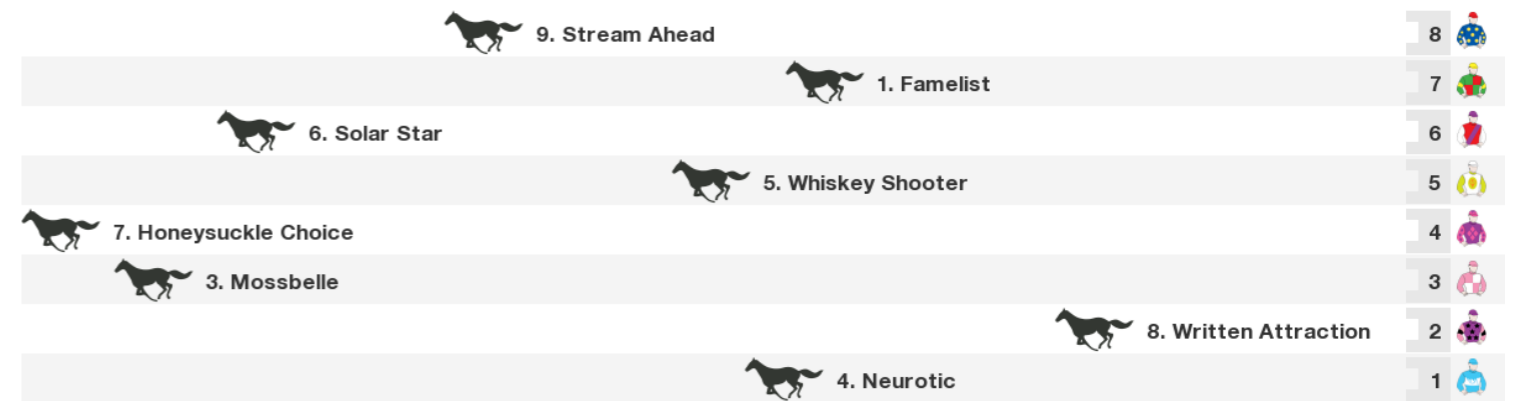 9. Stream Ahead 8
1. Famelist 7
6. Solar Star 6
5. Whiskey Shooter 5
7. Honeysuckle Choice 4
3. Mossbelle 3
8. Written Attraction 2
4. Neurotic 1